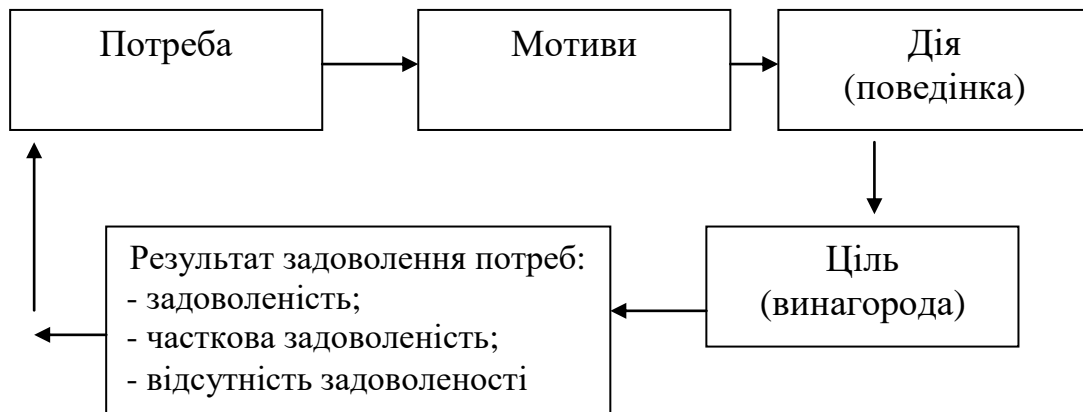 Потреба
Мотиви
Дія
(поведінка)
Ціль
(винагорода)
Результат задоволення потреб:
- задоволеність;
- часткова задоволеність;
- відсутність задоволеності